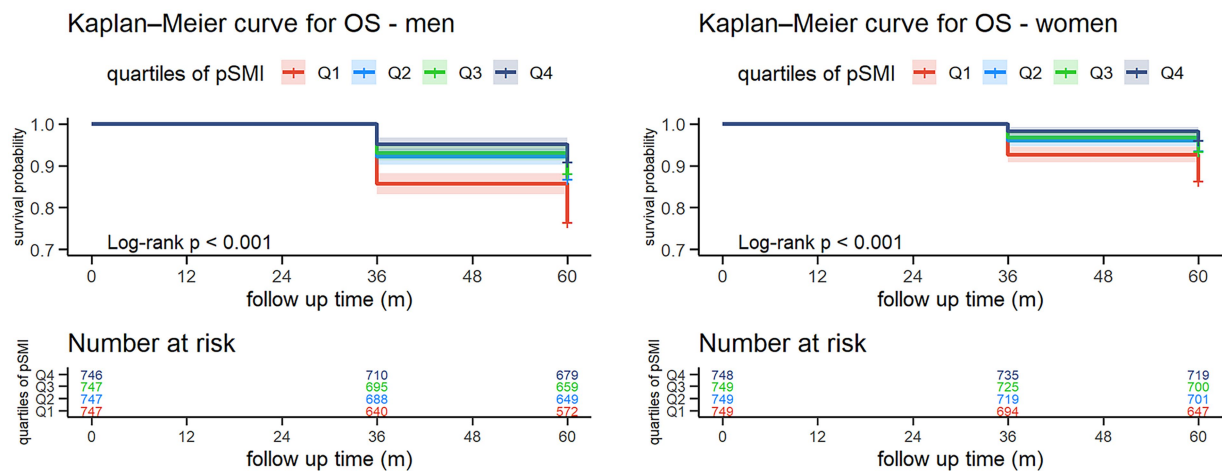 Kaplan–Meier curve for OS - men
quartiles of pSMI Q1 Q2 Q3 Q4
survival probability
1.0
0.9
0.8
0.7
Log-rank p < 0.001
0 12 24 36 48 60
follow up time (m)
Number at risk
quartiles of pSMI
Q4 746 710 679
Q3 747 695 659
Q2 747 688 649
Q1 747 640 572
0 12 24 36 48 60
follow up time (m)
Kaplan–Meier curve for OS - women
quartiles of pSMI Q1 Q2 Q3 Q4
survival probability
1.0
0.9
0.8
0.7
Log-rank p < 0.001
0 12 24 36 48 60
follow up time (m)
Number at risk
quartiles of pSMI
Q4 748 735 719
Q3 749 725 700
Q2 749 719 701
Q1 749 694 647
0 12 24 36 48 60
follow up time (m)